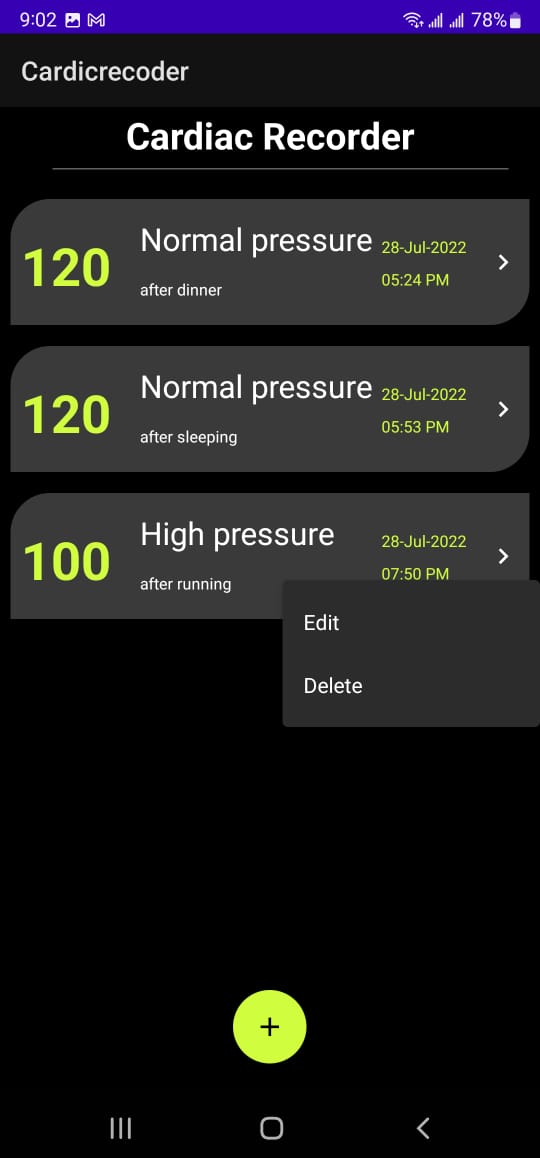 9:02 78%
Cardicrecoder
Cardiac Recorder
120
Normal pressure
after dinner
28-Jul-2022
05:24 PM
120
Normal pressure
after sleeping
28-Jul-2022
05:53 PM
100
High pressure
after running
28-Jul-2022
07:50 PM
Edit
Delete
+